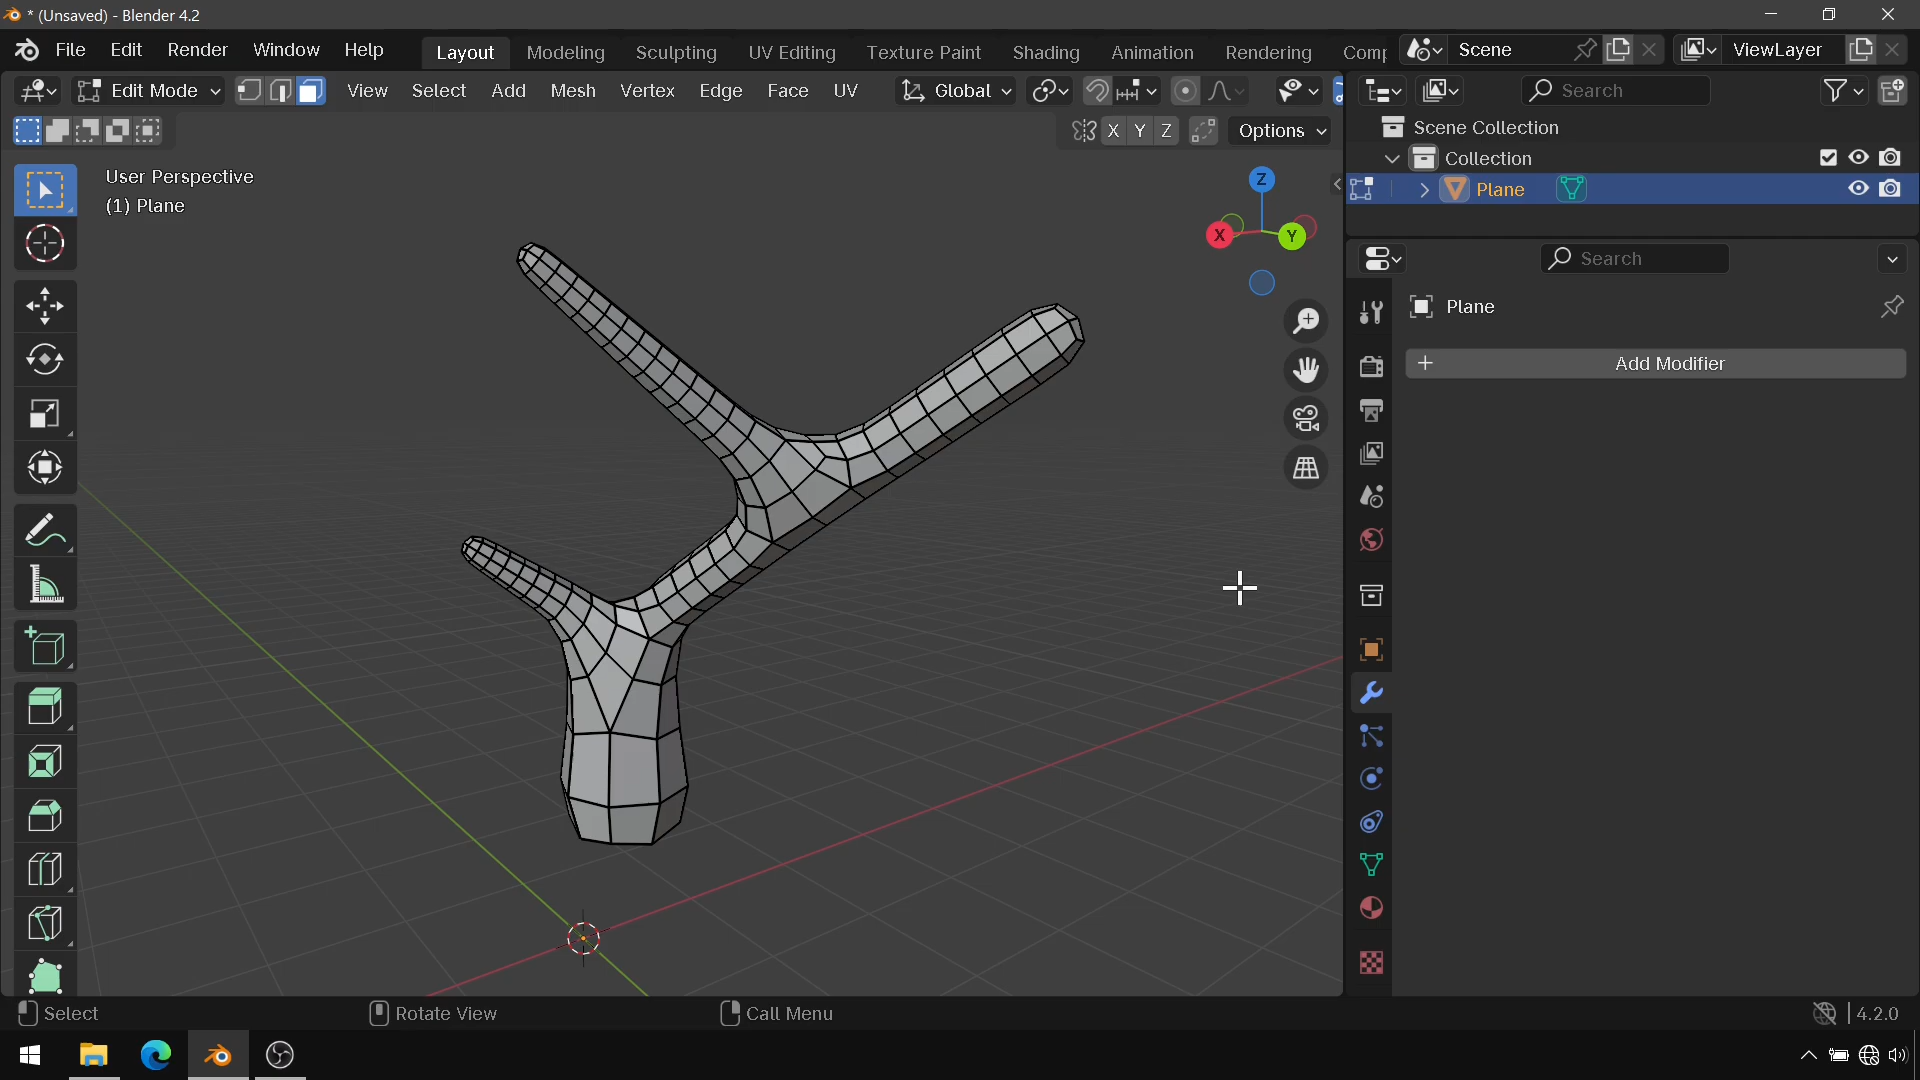 * (Unsaved) - Blender 4.2
File Edit Render Window Help Layout Modeling Sculpting UV Editing Texture Paint Shading Animation Rendering Comp Scene ViewLayer
Edit Mode View Select Add Mesh Vertex Edge Face UV Global Search
X Y Z Options
Scene Collection
Collection
Plane
User Perspective
(1) Plane
Z
X
Y
Search
Plane
Add Modifier
Select Rotate View Call Menu 4.2.0